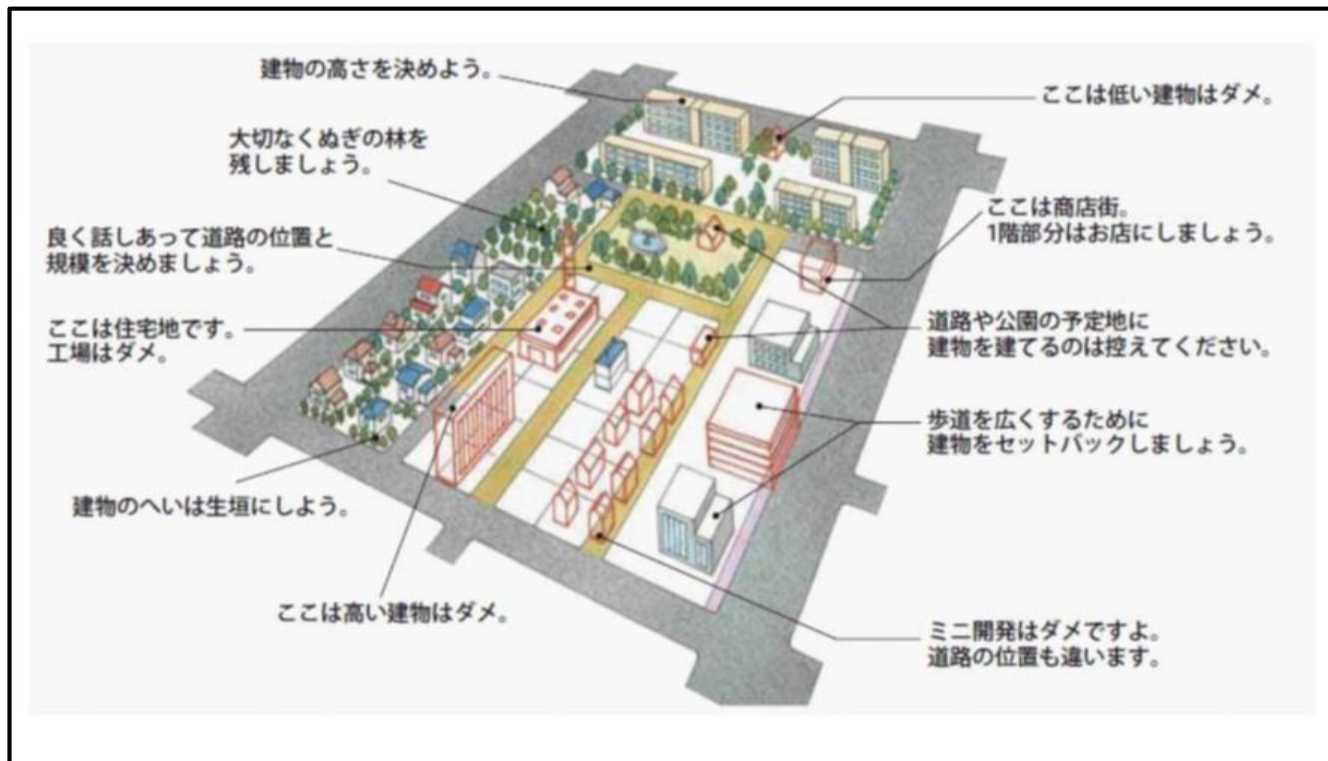 建物の高さを決めよう。
ここは低い建物はダメ。
大切なくぬぎの林を
残しましょう。
ここは商店街。
1階部分はお店にしましょう。
良く話しあって道路の位置と
規模を決めましょう。
ここは住宅地です。
工場はダメ。
道路や公園の予定地に
建物を建てるのは控えてください。
歩道を広くするために
建物をセットバックしましょう。
建物のへいは生垣にしよう。
ここは高い建物はダメ。
ミニ開発はダメですよ。
道路の位置も違います。